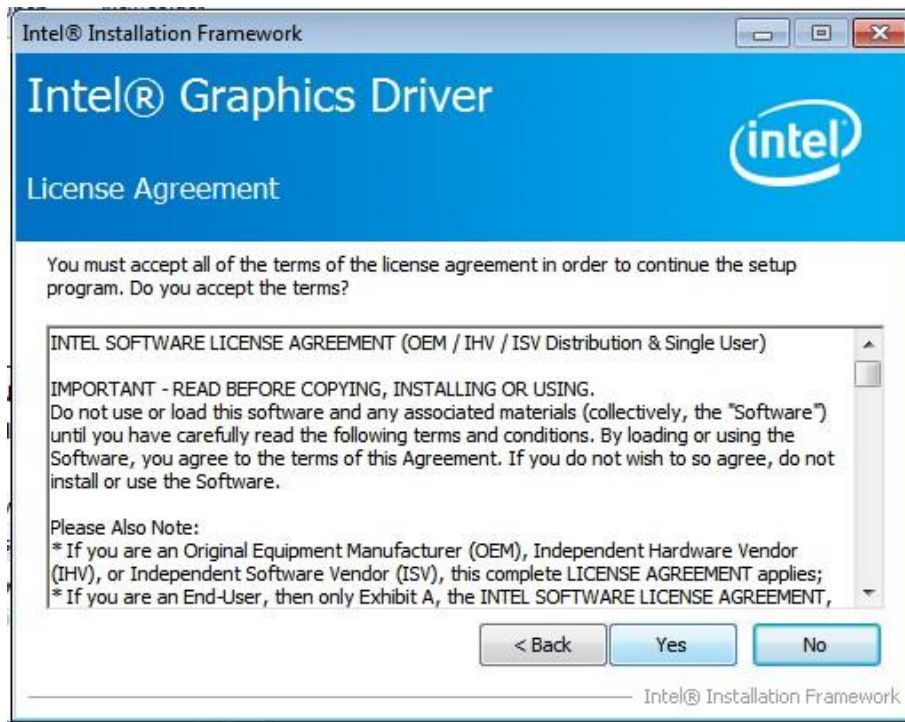 Intel® Installation Framework
Intel® Graphics Driver
intel
License Agreement
You must accept all of the terms of the license agreement in order to continue the setup
program. Do you accept the terms?
INTEL SOFTWARE LICENSE AGREEMENT (OEM / IHV / ISV Distribution & Single User)
IMPORTANT - READ BEFORE COPYING, INSTALLING OR USING.
Do not use or load this software and any associated materials (collectively, the "Software")
until you have carefully read the following terms and conditions. By loading or using the
Software, you agree to the terms of this Agreement. If you do not wish to so agree, do not
install or use the Software.
Please Also Note:
* If you are an Original Equipment Manufacturer (OEM), Independent Hardware Vendor
(IHV), or Independent Software Vendor (ISV), this complete LICENSE AGREEMENT applies;
* If you are an End-User, then only Exhibit A, the INTEL SOFTWARE LICENSE AGREEMENT,
< Back Yes No
Intel® Installation Framework